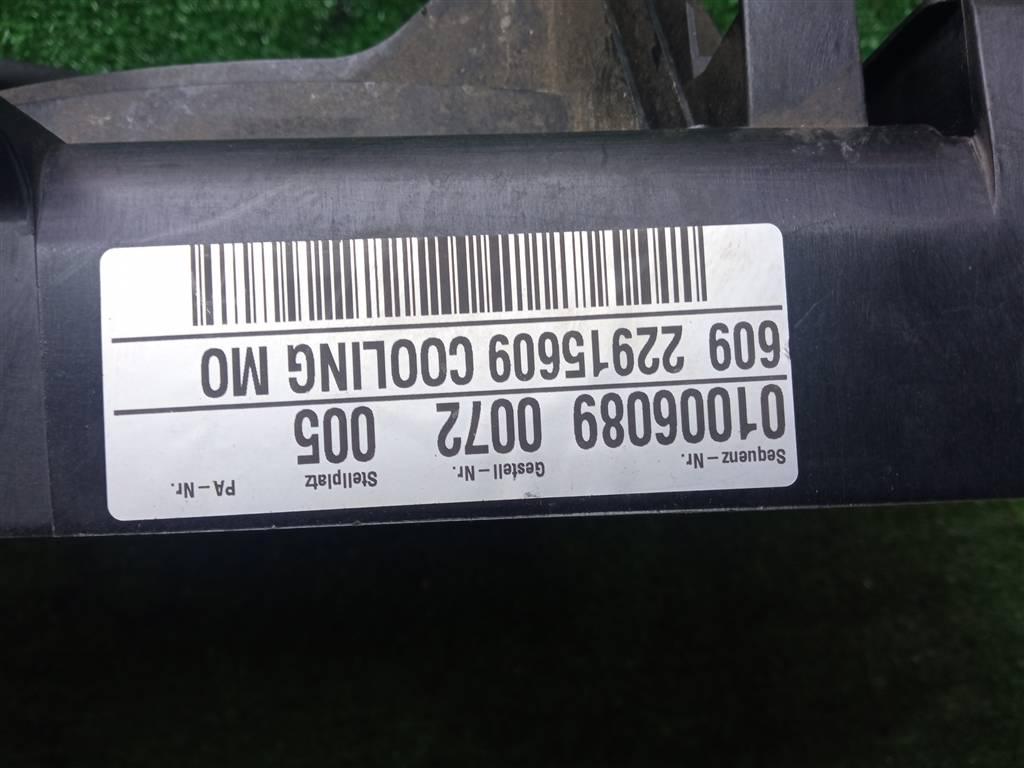 Sequenz-Nr. Gestell-Nr. Stellplatz PA-Nr.
01006089 0072 005
609 22915609 COOLING MO